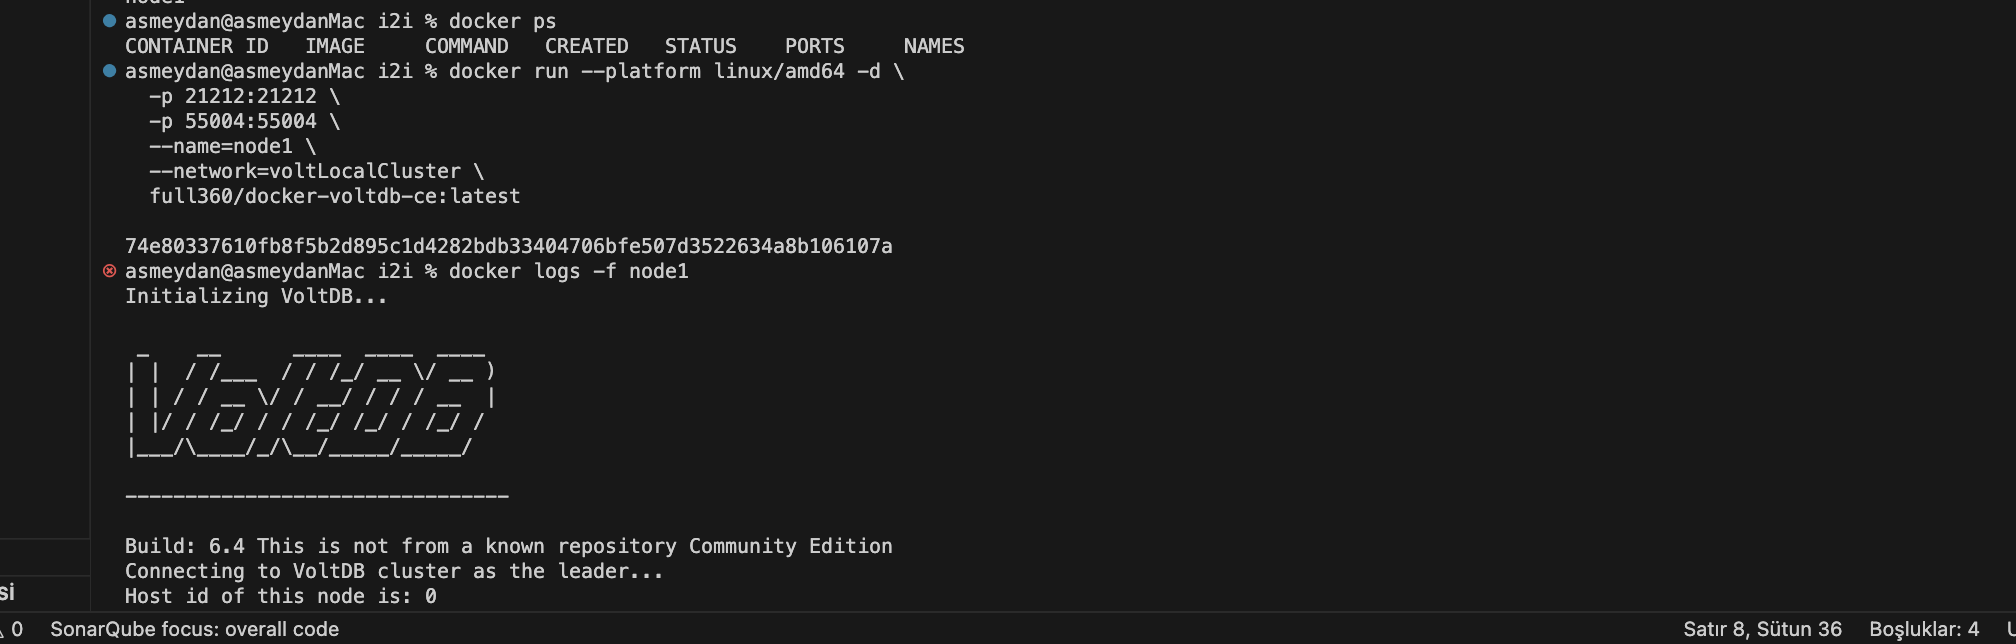 asmeydan@asmeydanMac i2i % docker ps
CONTAINER ID   IMAGE     COMMAND   CREATED   STATUS    PORTS     NAMES
asmeydan@asmeydanMac i2i % docker run --platform linux/amd64 -d \
  -p 21212:21212 \
  -p 55004:55004 \
  --name=node1 \
  --network=voltLocalCluster \
  full360/docker-voltdb-ce:latest
74e80337610fb8f5b2d895c1d4282bdb33404706bfe507d3522634a8b106107a
asmeydan@asmeydanMac i2i % docker logs -f node1
Initializing VoltDB...
 _    __      ____  ____  ____
| |  / /___  / / /_/ __ \/ __ )
| | / / __ \/ / __/ / / / __  |
| |/ / /_/ / / /_/ /_/ / /_/ /
|___/\____/_/\__/_____/_____/
--------------------------------
Build: 6.4 This is not from a known repository Community Edition
Connecting to VoltDB cluster as the leader...
Host id of this node is: 0
si
0   SonarQube focus: overall code   Satır 8, Sütun 36   Boşluklar: 4